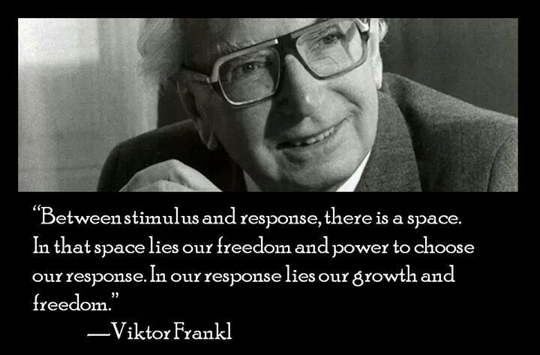 “Between stimulus and response, there is a space.
In that space lies our freedom and power to choose
our response. In our response lies our growth and
freedom.”
—Viktor Frankl